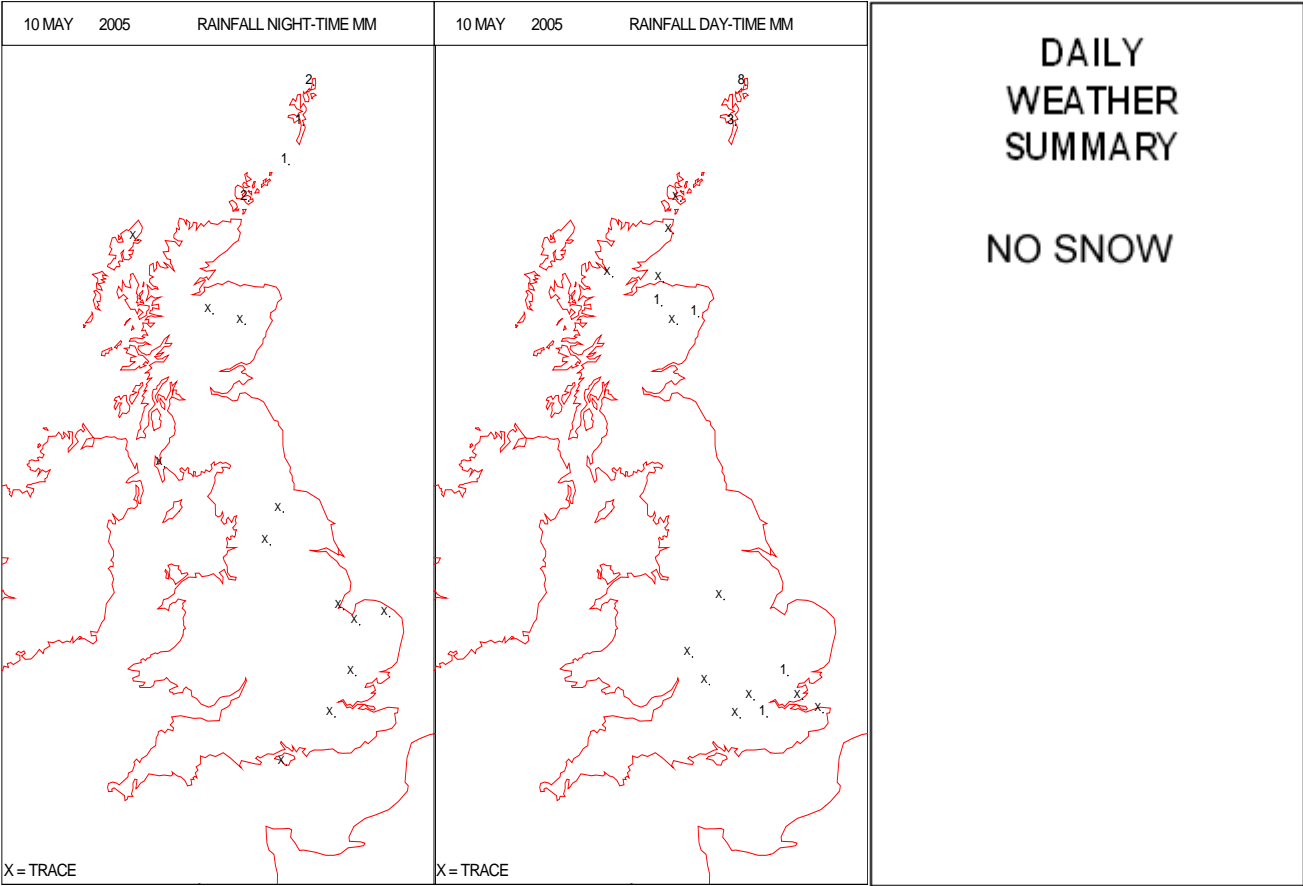 10 MAY 2005 RAINFALL NIGHT-TIME MM
2
1
1
2
X
X
X
X
X
X
X
X
X
X
X
X
X = TRACE
10 MAY 2005 RAINFALL DAY-TIME MM
8
3
X
X
X
X
1
1
X
X
X
1
X
X
X
X
X
1
X = TRACE
DAILY
WEATHER
SUMMARY
NO SNOW